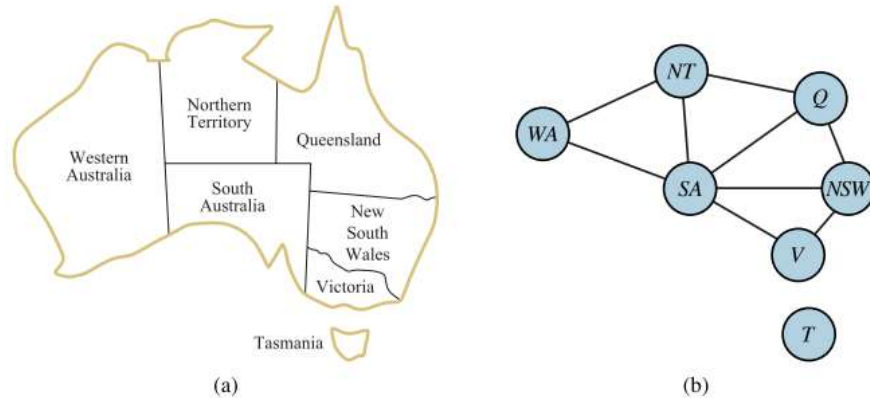 Northern
Territory
Western
Australia
South
Australia
Queensland
New
South
Wales
Victoria
Tasmania
(a)
NT
Q
WA
SA
NSW
V
T
(b)